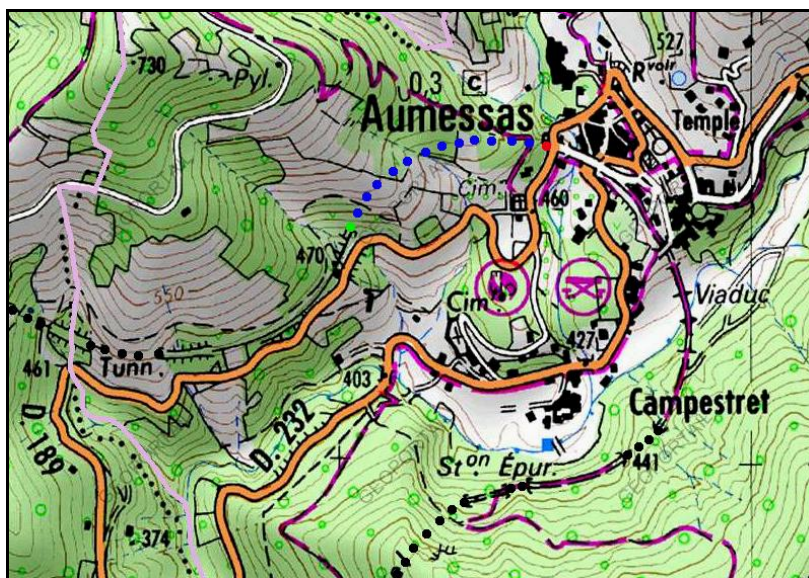 527
730
Pyl.
0,3 C
Rvoir
Aumessas
Temple
Cim.
460
470
550
Cim.
Viaduc
427
461
Tunn.
403
Campestret
D. 189
D. 232
Ston Épur.
441
374